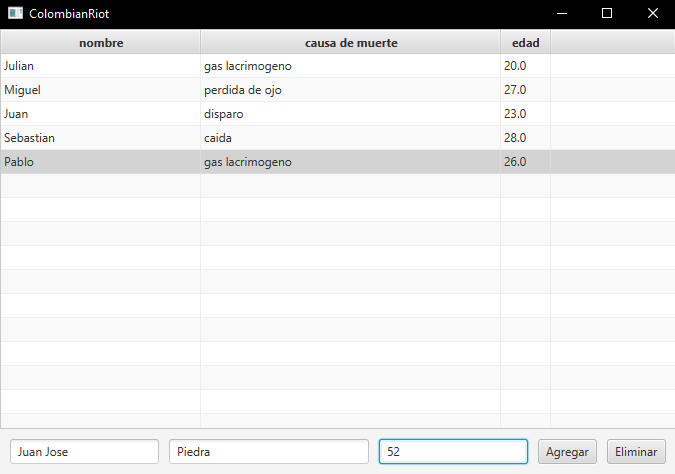 ColombianRiot
nombre causa de muerte edad
Julian gas lacrimogeno 20.0
Miguel perdida de ojo 27.0
Juan disparo 23.0
Sebastian caida 28.0
Pablo gas lacrimogeno 26.0
Juan Jose Piedra 52 Agregar Eliminar